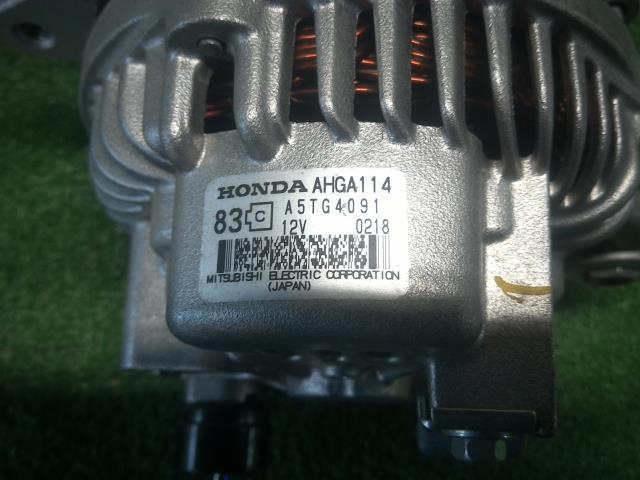 HONDA AHGA114
83 C A5TG4091
12V 0218
MITSUBISHI ELECTRIC CORPORATION
(JAPAN)